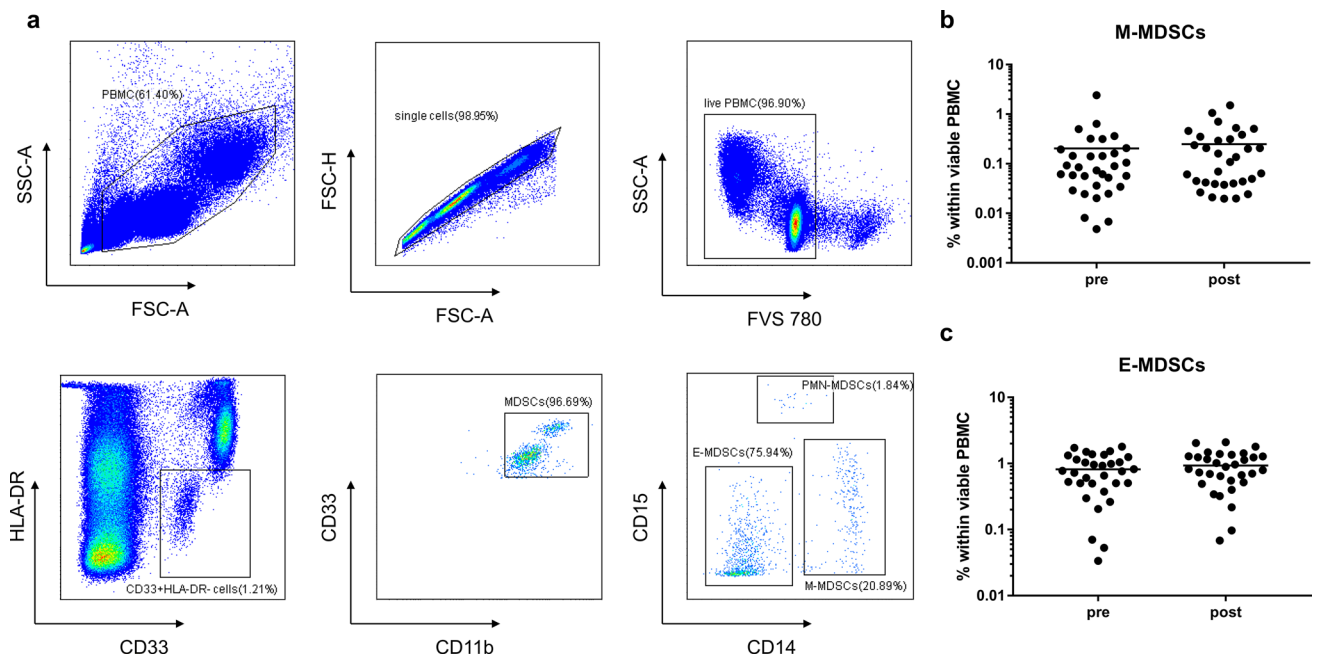 a
PBMC(61.40%)
SSC-A
FSC-A
single cells(98.95%)
FSC-H
FSC-A
live PBMC(96.90%)
SSC-A
FVS 780
CD33+HLA-DR- cells(1.21%)
HLA-DR
CD33
MDSCs(96.69%)
CD33
CD11b
PMN-MDSCs(1.84%)
E-MDSCs(75.94%)
M-MDSCs(20.89%)
CD15
CD14
b
M-MDSCs
% within viable PBMC
10
1
0.1
0.01
0.001
pre
post
c
E-MDSCs
% within viable PBMC
10
1
0.1
0.01
pre
post